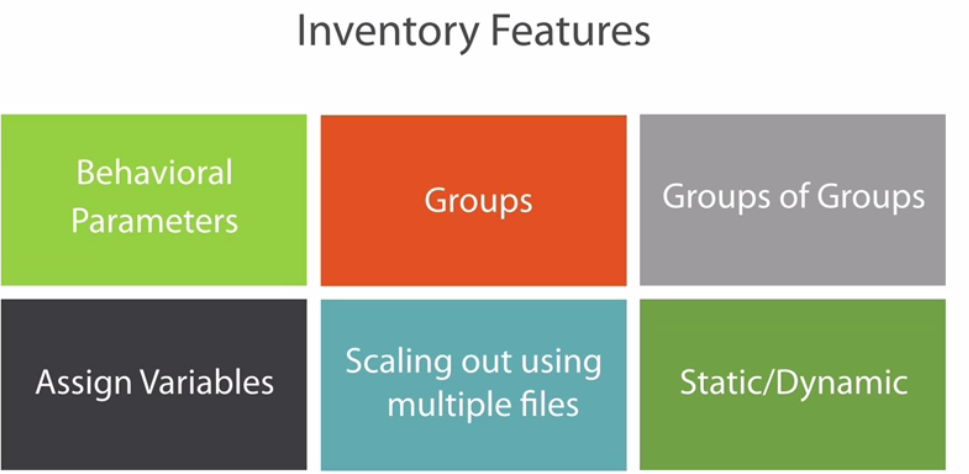 Inventory Features
Behavioral
Parameters
Groups
Groups of Groups
Assign Variables
Scaling out using
multiple files
Static/Dynamic